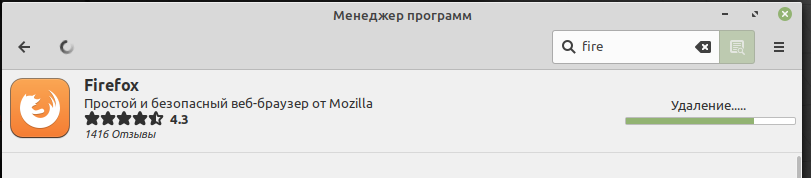 Менеджер программ
fire
Firefox
Простой и безопасный веб-браузер от Mozilla
4.3
1416 Отзывы
Удаление.....